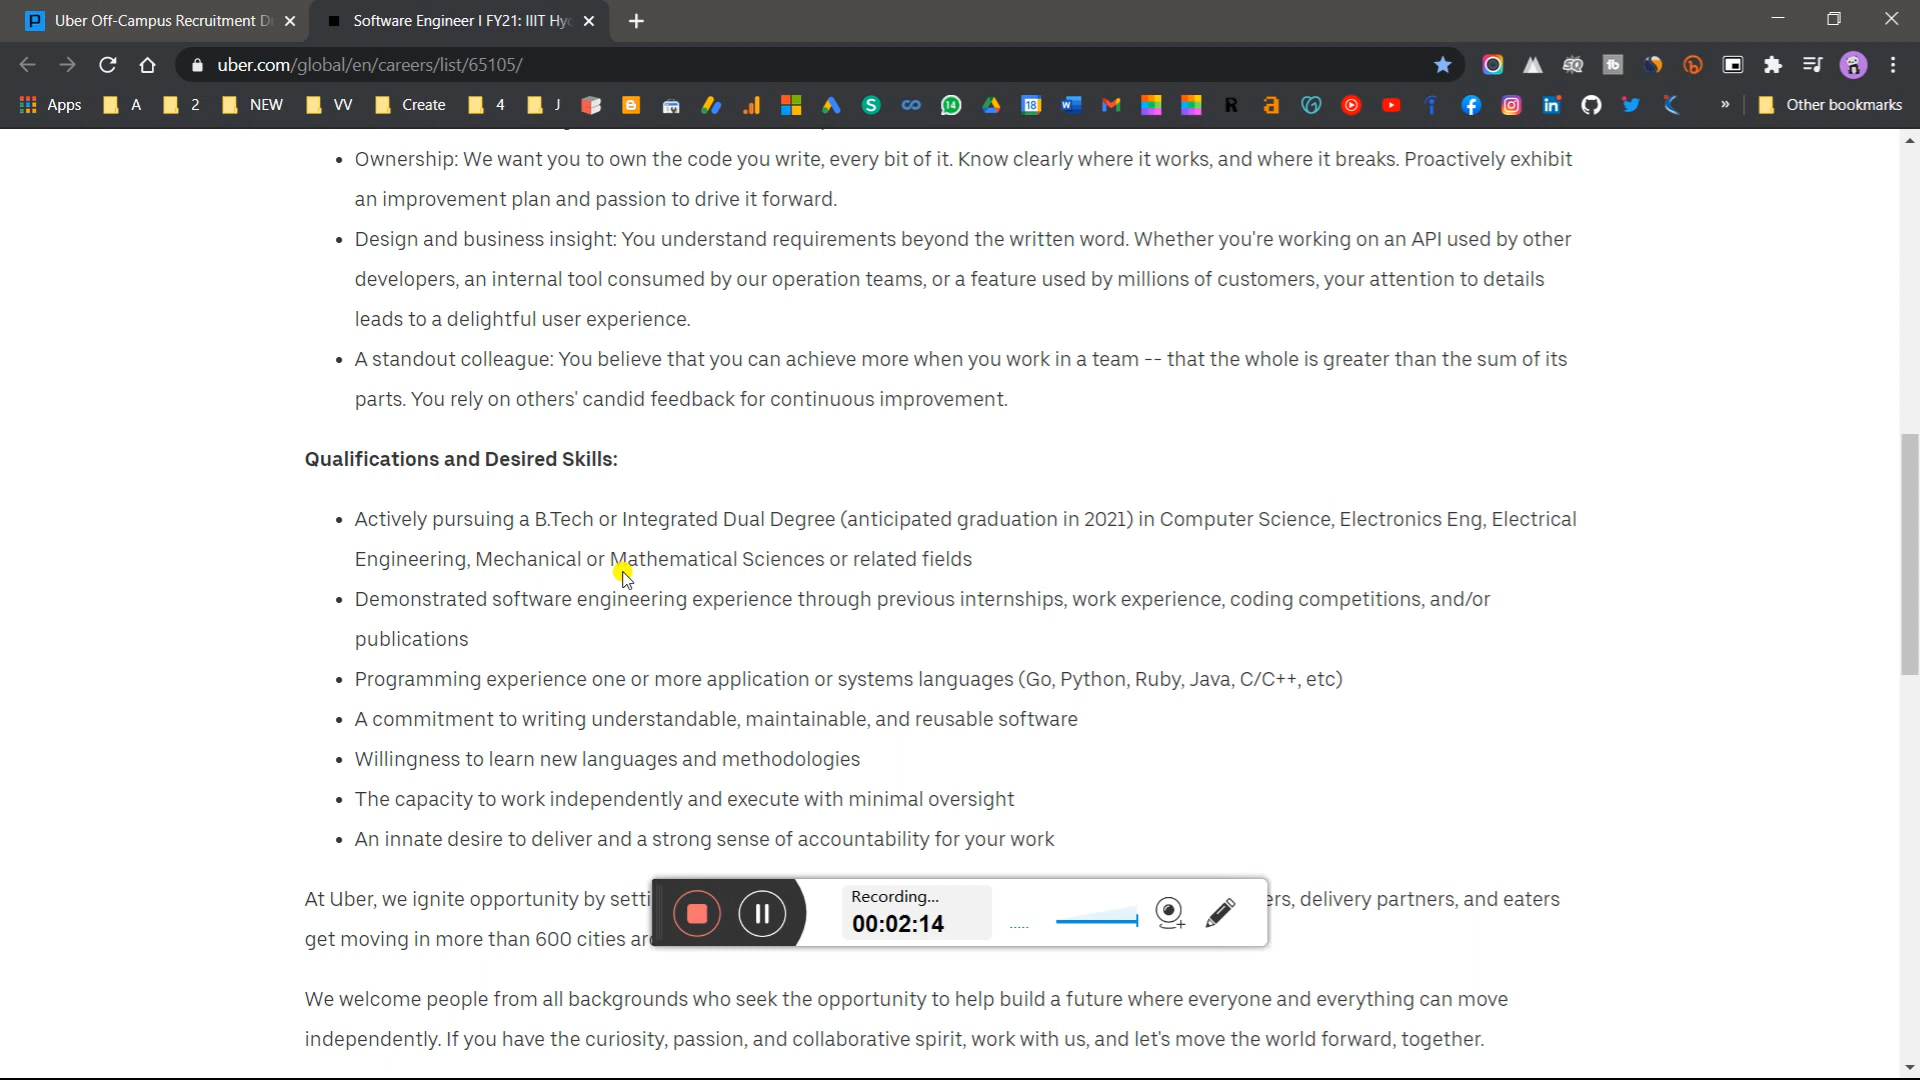 Uber Off-Campus Recruitment D
Software Engineer I FY21: IIIT Hy
uber.com/global/en/careers/list/65105/
Apps A 2 NEW VV Create 4 J Other bookmarks
Ownership: We want you to own the code you write, every bit of it. Know clearly where it works, and where it breaks. Proactively exhibit
an improvement plan and passion to drive it forward.
Design and business insight: You understand requirements beyond the written word. Whether you're working on an API used by other
developers, an internal tool consumed by our operation teams, or a feature used by millions of customers, your attention to details
leads to a delightful user experience.
A standout colleague: You believe that you can achieve more when you work in a team -- that the whole is greater than the sum of its
parts. You rely on others' candid feedback for continuous improvement.
Qualifications and Desired Skills:
Actively pursuing a B.Tech or Integrated Dual Degree (anticipated graduation in 2021) in Computer Science, Electronics Eng, Electrical
Engineering, Mechanical or Mathematical Sciences or related fields
Demonstrated software engineering experience through previous internships, work experience, coding competitions, and/or
publications
Programming experience one or more application or systems languages (Go, Python, Ruby, Java, C/C++, etc)
A commitment to writing understandable, maintainable, and reusable software
Willingness to learn new languages and methodologies
The capacity to work independently and execute with minimal oversight
An innate desire to deliver and a strong sense of accountability for your work
At Uber, we ignite opportunity by setti
ers, delivery partners, and eaters
Recording...
00:02:14
get moving in more than 600 cities arc
We welcome people from all backgrounds who seek the opportunity to help build a future where everyone and everything can move
independently. If you have the curiosity, passion, and collaborative spirit, work with us, and let's move the world forward, together.